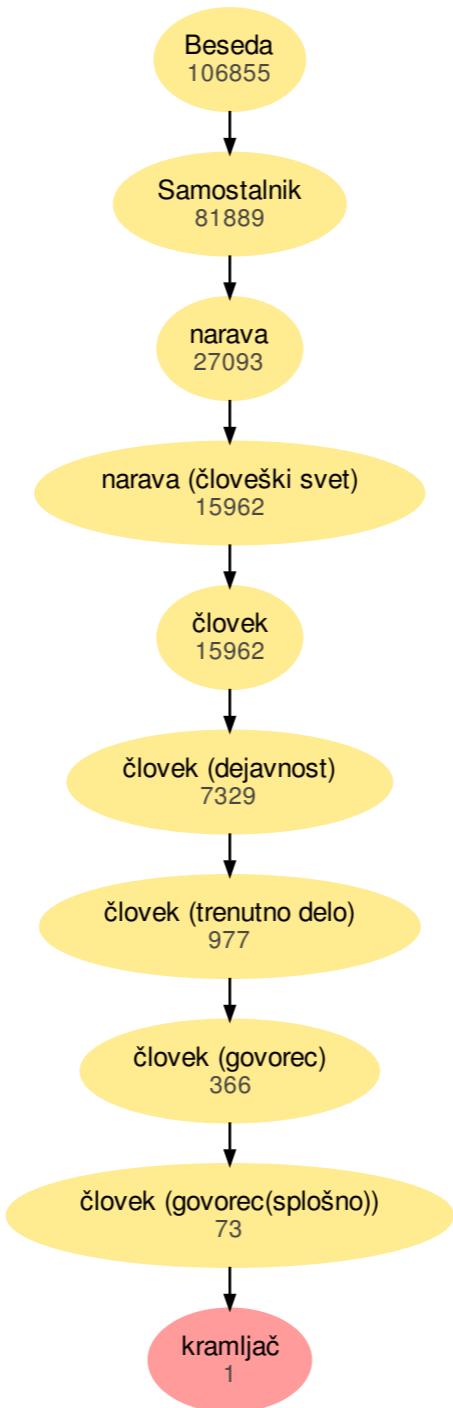 Beseda
106855
Samostalnik
81889
narava
27093
narava (človeški svet)
15962
človek
15962
človek (dejavnost)
7329
človek (trenutno delo)
977
človek (govorec)
366
človek (govorec(splošno))
73
kramljač
1